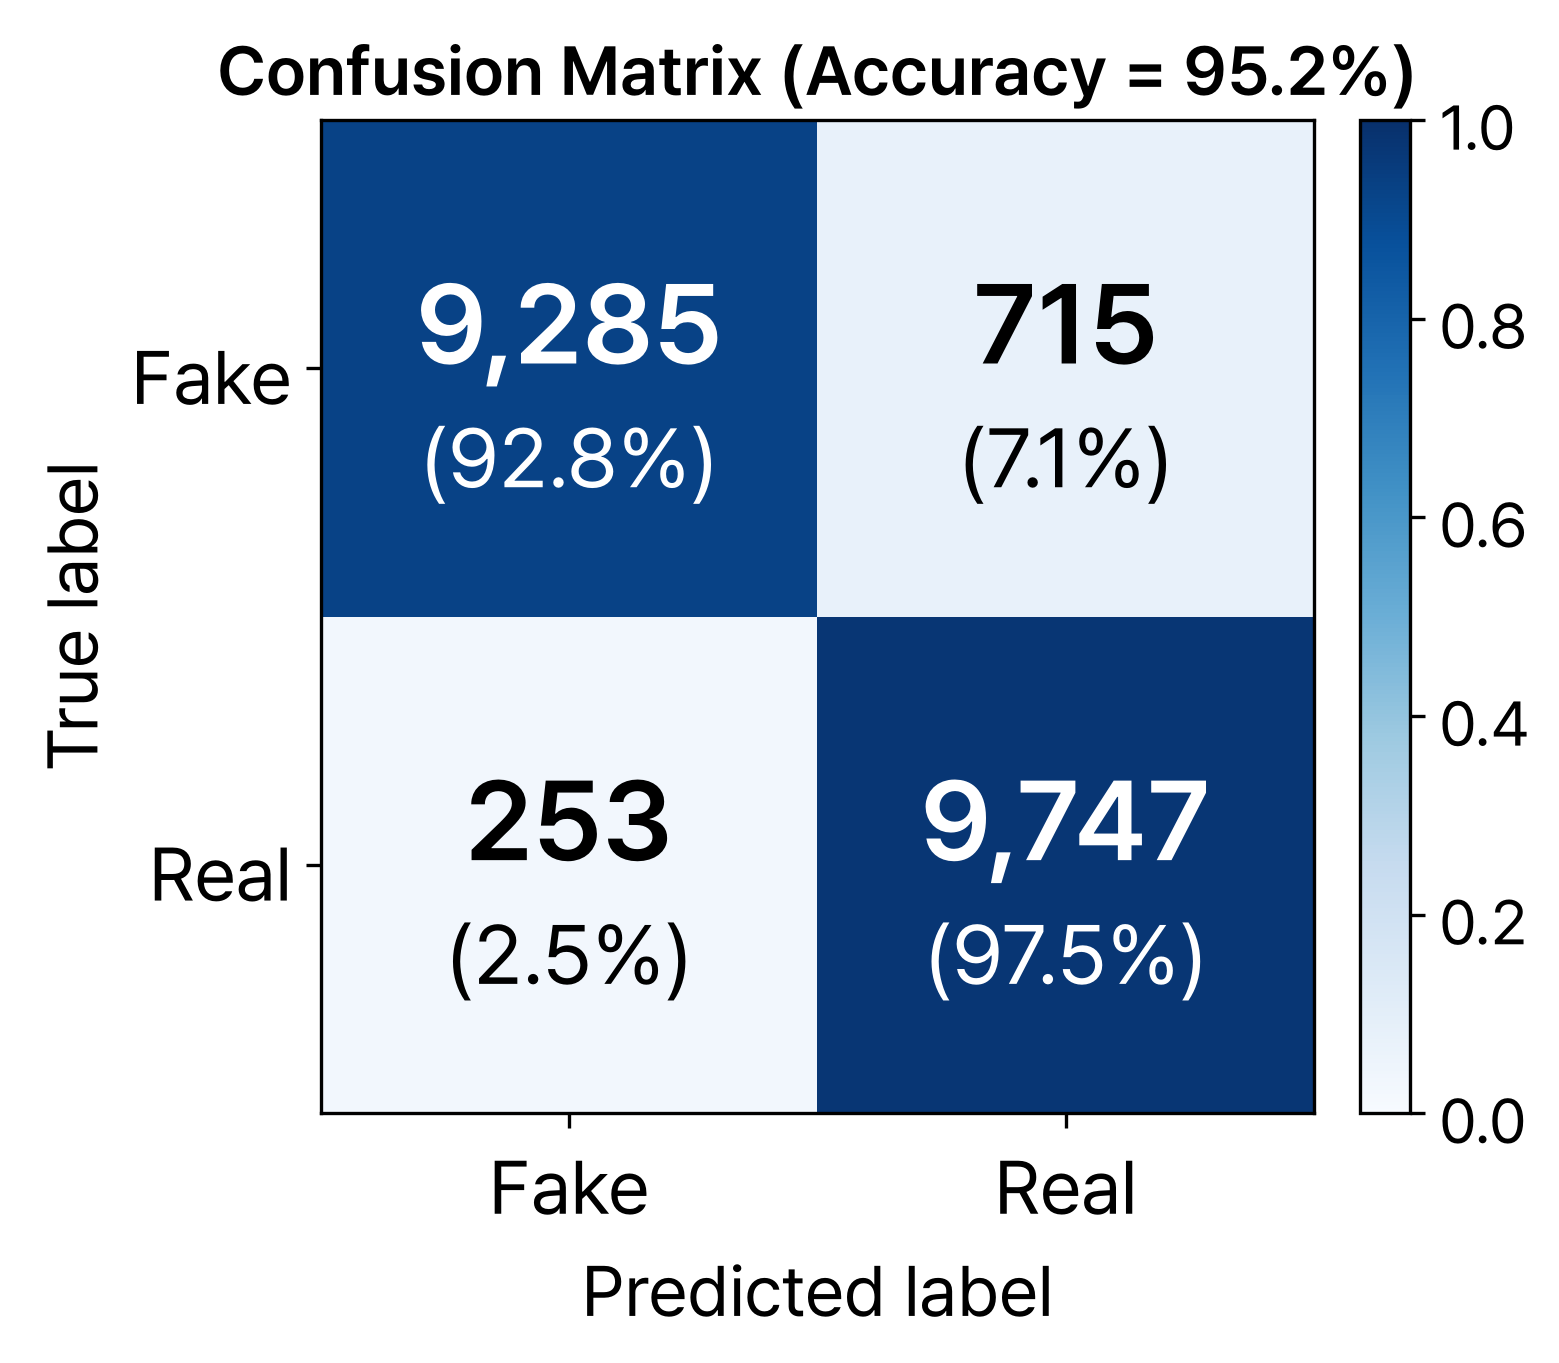 Confusion Matrix (Accuracy = 95.2%)
True label
Fake
9,285
(92.8%)
715
(7.1%)
Real
253
(2.5%)
9,747
(97.5%)
Fake
Real
Predicted label
1.0
0.8
0.6
0.4
0.2
0.0